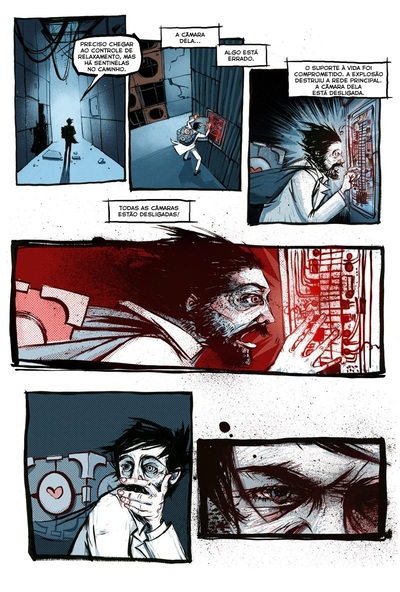 PRECISO CHEGAR
AO CONTROLE DE
RELAXAMENTO, MAS
HÁ SENTINELAS
NO CAMINHO.
A CÂMARA
DELA...
ALGO ESTÁ
ERRADO.
O SUPORTE À VIDA FOI
COMPROMETIDO. A EXPLOSÃO
DESTRUIU A REDE PRINCIPAL.
A CÂMARA DELA
ESTÁ DESLIGADA.
TODAS AS CÂMARAS
ESTÃO DESLIGADAS!